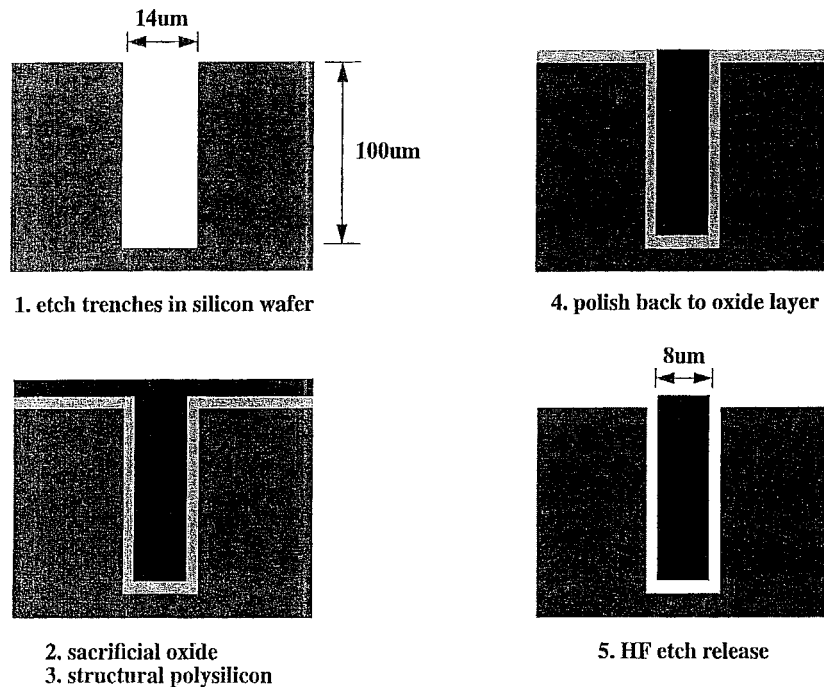 14um
100um
1. etch trenches in silicon wafer
4. polish back to oxide layer
8um
2. sacrificial oxide
3. structural polysilicon
5. HF etch release